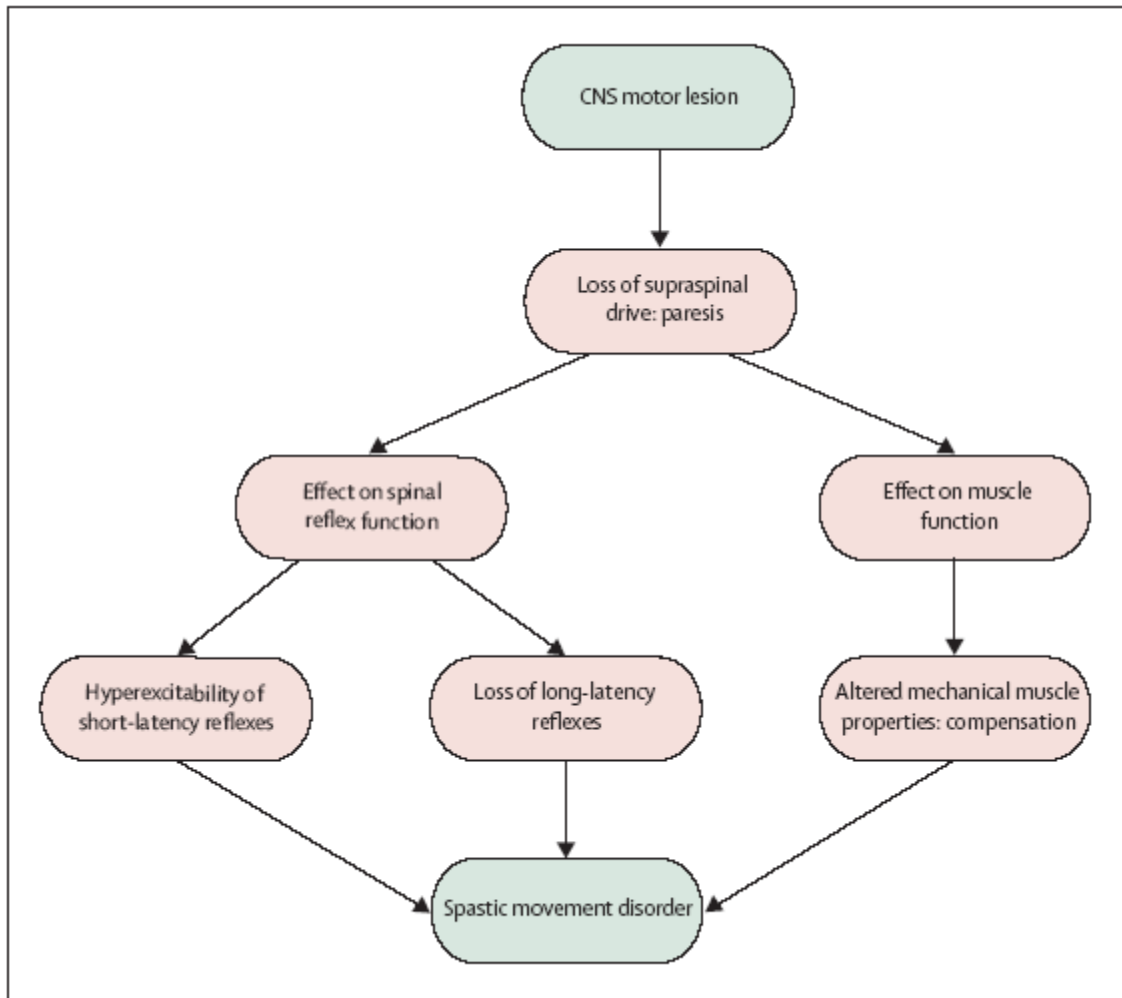 CNS motor lesion
Loss of supraspinal
drive: paresis
Effect on spinal
reflex function
Effect on muscle
function
Hyperexcitability of
short-latency reflexes
Loss of long-latency
reflexes
Altered mechanical muscle
properties: compensation
Spastic movement disorder